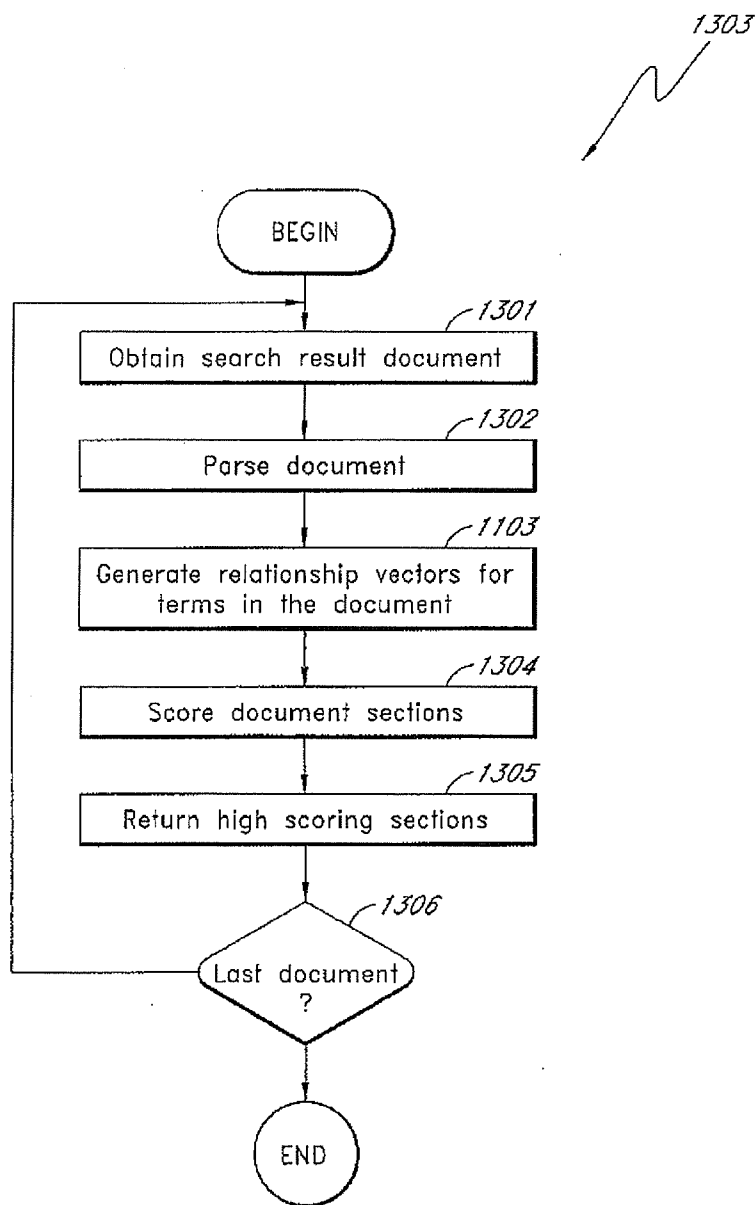 1303
BEGIN
1301
Obtain search result document
1302
Parse document
1103
Generate relationship vectors for
terms in the document
1304
Score document sections
1305
Return high scoring sections
1306
Last document
?
END